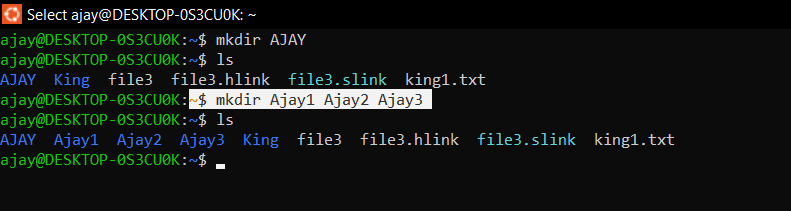 Select ajay@DESKTOP-0S3CU0K: ~
ajay@DESKTOP-0S3CU0K:~$ mkdir AJAY
ajay@DESKTOP-0S3CU0K:~$ ls
AJAY  King  file3  file3.hlink  file3.slink  king1.txt
ajay@DESKTOP-0S3CU0K:~$ mkdir Ajay1 Ajay2 Ajay3
ajay@DESKTOP-0S3CU0K:~$ ls
AJAY  Ajay1  Ajay2  Ajay3  King  file3  file3.hlink  file3.slink  king1.txt
ajay@DESKTOP-0S3CU0K:~$